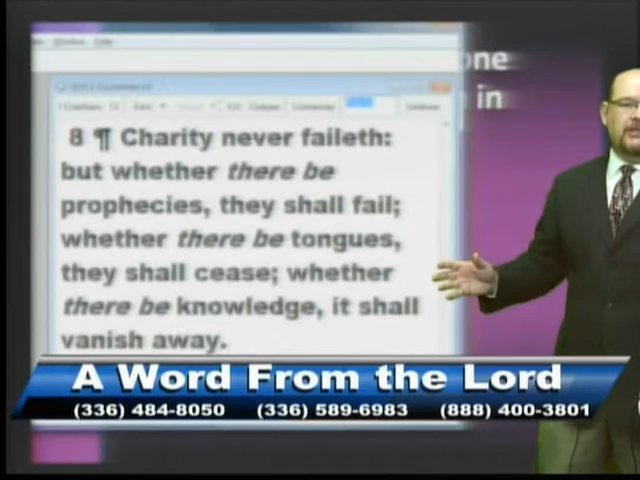 one
in
8 ¶ Charity never faileth:
but whether there be
prophecies, they shall fail;
whether there be tongues,
they shall cease; whether
there be knowledge, it shall
vanish away.
A Word From the Lord
(336) 484-8050 (336) 589-6983 (888) 400-3801